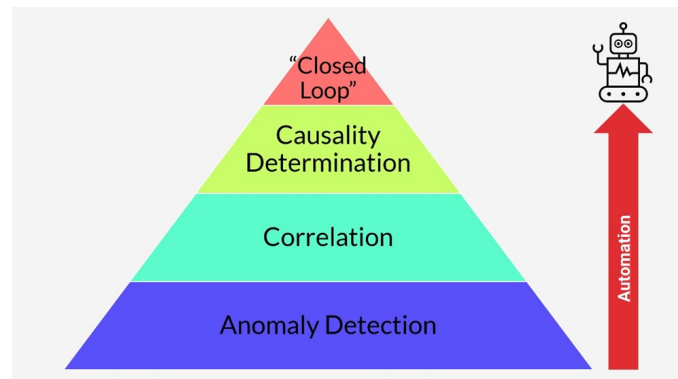 “Closed
Loop”
Causality
Determination
Correlation
Anomaly Detection
Automation